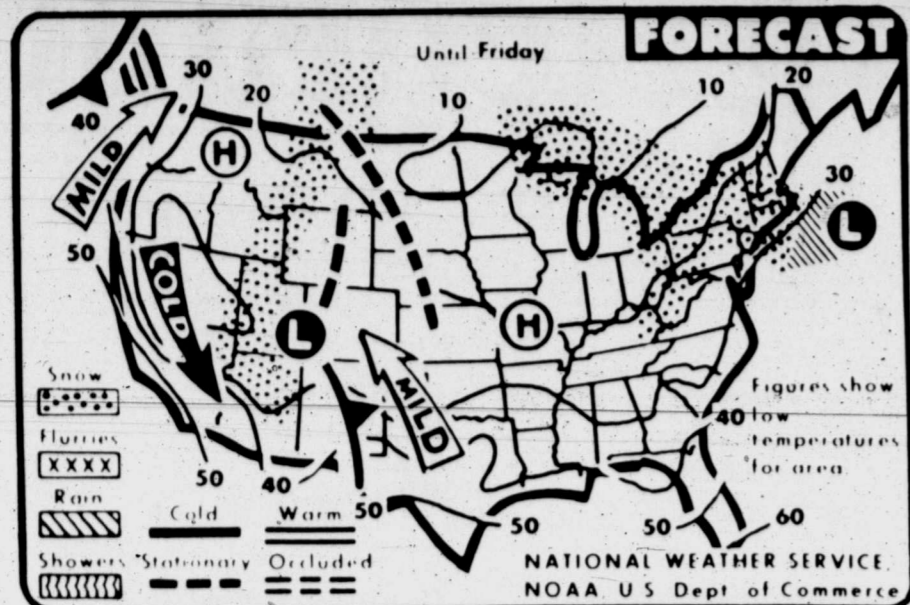 FORECAST
Until Friday
30
20
10
10
20
40
MILD
H
30
L
50
COLD
L
H
MILD
Snow
Flurries
Rain
Showers
Cold
Warm
Stationary
Occluded
50
40
50
50
50
60
40
Figures show
low
temperatures
for area
NATIONAL WEATHER SERVICE,
NOAA, U S Dept of Commerce